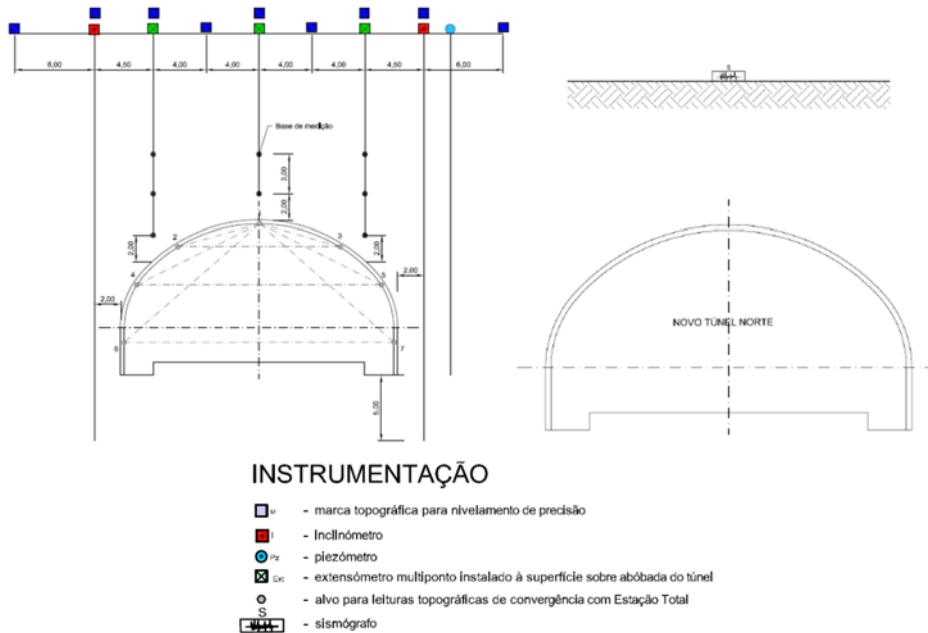 6,00 4,50 4,00 4,00 4,00 4,00 4,50 6,00
Base de medição
3,00
2,00
2,00
2,00
2,00
2,00
2
3
4
5
6
7
5,00
S
NOVO TÚNEL NORTE
INSTRUMENTAÇÃO
M - marca topográfica para nivelamento de precisão
I - Inclinómetro
Pz - piezómetro
Ext - extensómetro multiponto instalado à superfície sobre abóbada do túnel
- alvo para leituras topográficas de convergência com Estação Total
S
- sismógrafo